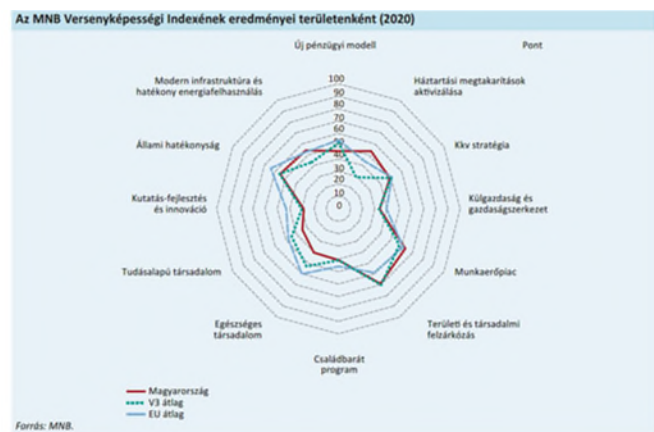 Az MNB Versenyképességi Indexének eredményei területenként (2020)
Új pénzügyi modell
Pont
Modern infrastruktúra és
hatékony energiafelhasználás
Háztartási megtakarítások
aktivizálása
Állami hatékonyság
Kkv stratégia
Kutatás-fejlesztés
és innováció
Külgazdaság és
gazdaságszerkezet
Tudásalapú társadalom
Munkaerőpiac
Egészséges
társadalom
Területi és társadalmi
felzárkózás
Családbarát
program
100
90
80
70
60
50
40
30
20
10
0
Magyarország
V3 átlag
EU átlag
Forrás: MNB.